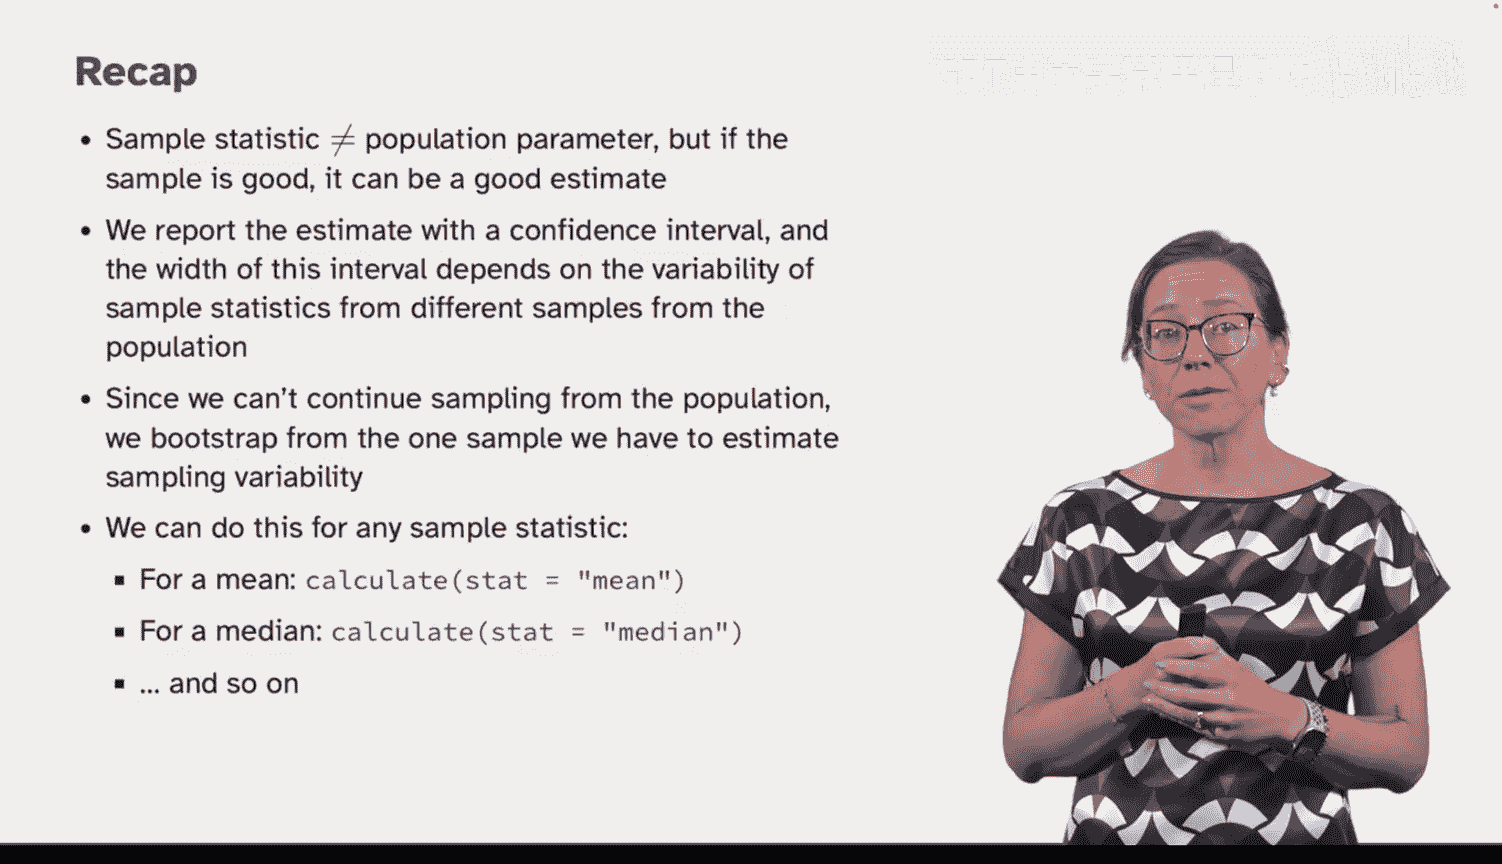 Recap
• Sample statistic ≠ population parameter, but if the
sample is good, it can be a good estimate
• We report the estimate with a confidence interval, and
the width of this interval depends on the variability of
sample statistics from different samples from the
population
• Since we can’t continue sampling from the population,
we bootstrap from the one sample we have to estimate
sampling variability
• We can do this for any sample statistic:
▪ For a mean: calculate(stat = "mean")
▪ For a median: calculate(stat = "median")
▪ … and so on